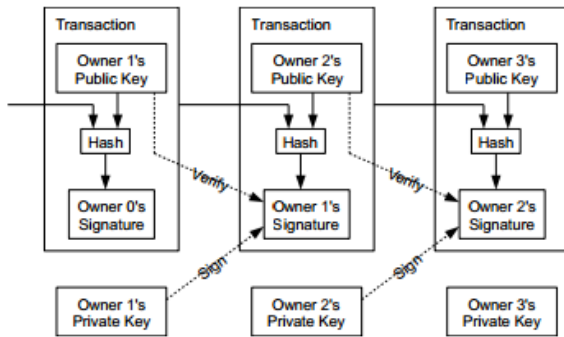 Transaction
Transaction
Transaction
Owner 1's
Public Key
Owner 2's
Public Key
Owner 3's
Public Key
Hash
Hash
Hash
Verify
Verify
Owner 0's
Signature
Owner 1's
Signature
Owner 2's
Signature
Sign
Sign
Owner 1's
Private Key
Owner 2's
Private Key
Owner 3's
Private Key